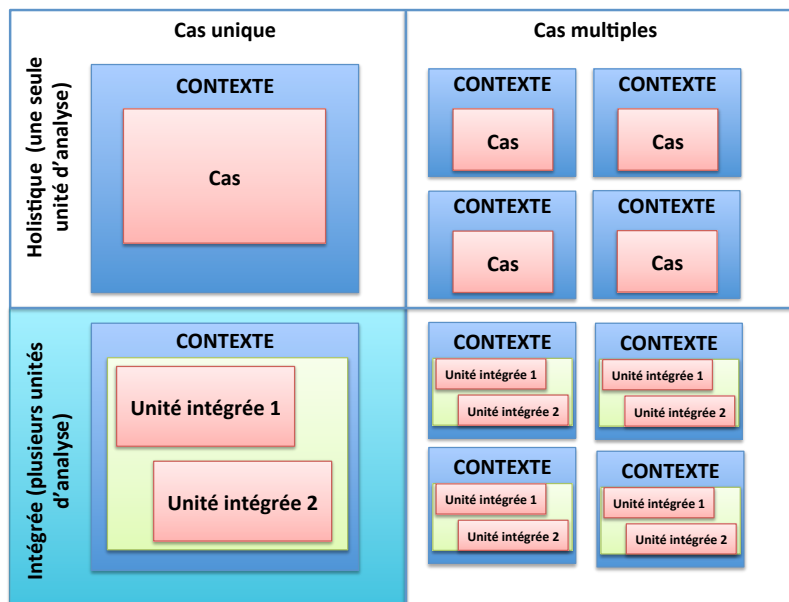 Cas unique
Cas multiples
Holistique (une seule
unité d'analyse)
CONTEXTE
Cas
CONTEXTE
Cas
CONTEXTE
Cas
CONTEXTE
Cas
CONTEXTE
Cas
Intégrée (plusieurs unités
d'analyse)
CONTEXTE
Unité intégrée 1
Unité intégrée 2
CONTEXTE
Unité intégrée 1
Unité intégrée 2
CONTEXTE
Unité intégrée 1
Unité intégrée 2
CONTEXTE
Unité intégrée 1
Unité intégrée 2
CONTEXTE
Unité intégrée 1
Unité intégrée 2